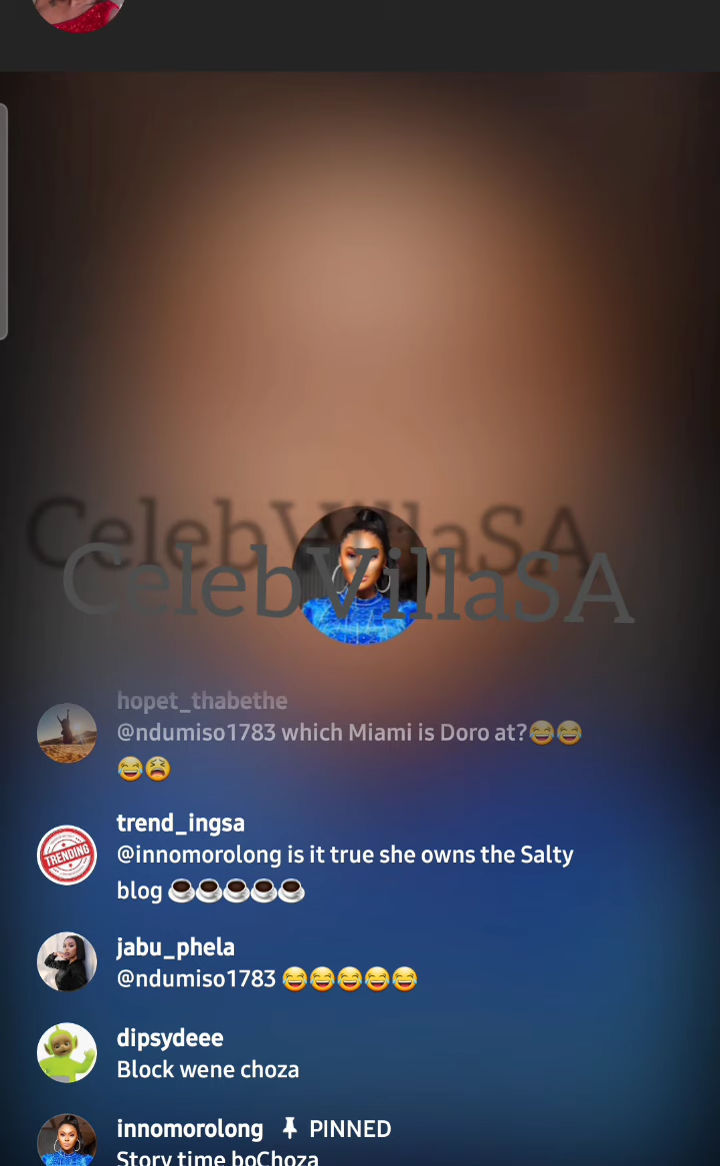 CelebVillaSA
CelebVillaSA
hopet_thabethe
@ndumiso1783 which Miami is Doro at?😂😂
😂😫
TRENDING
trend_ingsa
@innomorolong is it true she owns the Salty
blog ☕☕☕☕☕
jabu_phela
@ndumiso1783 😂😂😂😂😂
dipsydeee
Block wene choza
innomorolong 📌 PINNED
Story time boChoza